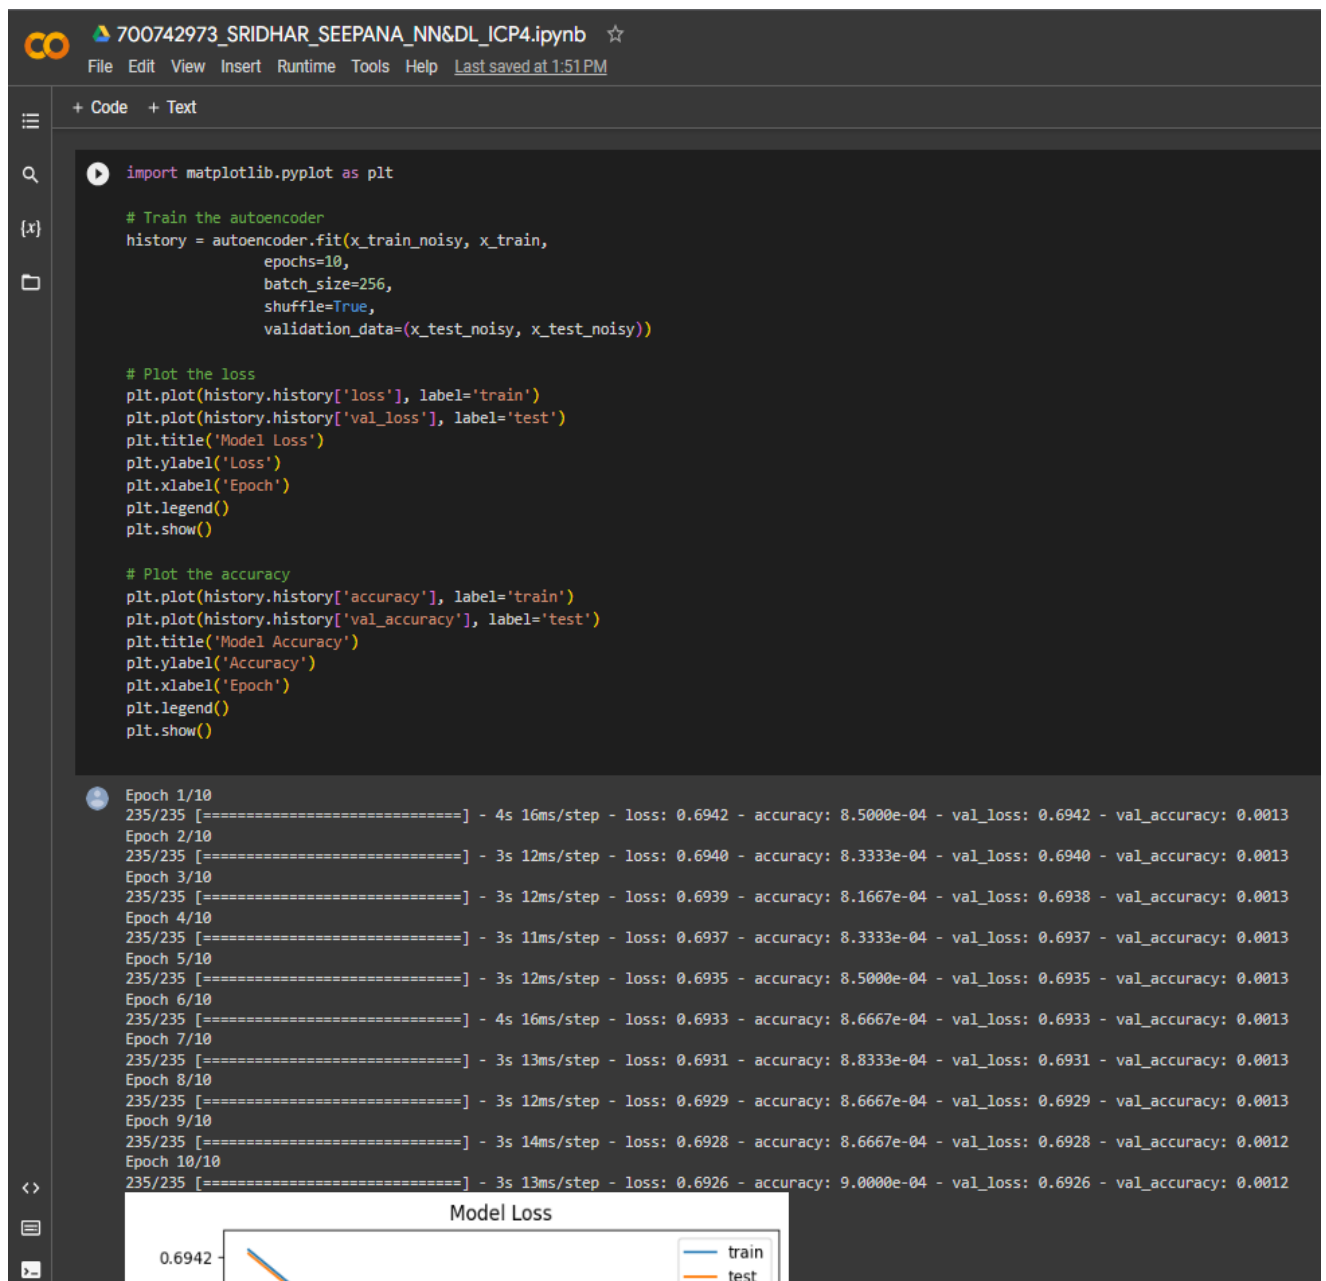 700742973_SRIDHAR_SEEPANA_NN&DL_ICP4.ipynb
File Edit View Insert Runtime Tools Help Last saved at 1:51 PM
+ Code + Text
import matplotlib.pyplot as plt
# Train the autoencoder
history = autoencoder.fit(x_train_noisy, x_train,
epochs=10,
batch_size=256,
shuffle=True,
validation_data=(x_test_noisy, x_test_noisy))
# Plot the loss
plt.plot(history.history['loss'], label='train')
plt.plot(history.history['val_loss'], label='test')
plt.title('Model Loss')
plt.ylabel('Loss')
plt.xlabel('Epoch')
plt.legend()
plt.show()
# Plot the accuracy
plt.plot(history.history['accuracy'], label='train')
plt.plot(history.history['val_accuracy'], label='test')
plt.title('Model Accuracy')
plt.ylabel('Accuracy')
plt.xlabel('Epoch')
plt.legend()
plt.show()
Epoch 1/10
235/235 [==============================] - 4s 16ms/step - loss: 0.6942 - accuracy: 8.5000e-04 - val_loss: 0.6942 - val_accuracy: 0.0013
Epoch 2/10
235/235 [==============================] - 3s 12ms/step - loss: 0.6940 - accuracy: 8.3333e-04 - val_loss: 0.6940 - val_accuracy: 0.0013
Epoch 3/10
235/235 [==============================] - 3s 12ms/step - loss: 0.6939 - accuracy: 8.1667e-04 - val_loss: 0.6938 - val_accuracy: 0.0013
Epoch 4/10
235/235 [==============================] - 3s 11ms/step - loss: 0.6937 - accuracy: 8.3333e-04 - val_loss: 0.6937 - val_accuracy: 0.0013
Epoch 5/10
235/235 [==============================] - 3s 12ms/step - loss: 0.6935 - accuracy: 8.5000e-04 - val_loss: 0.6935 - val_accuracy: 0.0013
Epoch 6/10
235/235 [==============================] - 4s 16ms/step - loss: 0.6933 - accuracy: 8.6667e-04 - val_loss: 0.6933 - val_accuracy: 0.0013
Epoch 7/10
235/235 [==============================] - 3s 13ms/step - loss: 0.6931 - accuracy: 8.8333e-04 - val_loss: 0.6931 - val_accuracy: 0.0013
Epoch 8/10
235/235 [==============================] - 3s 12ms/step - loss: 0.6929 - accuracy: 8.6667e-04 - val_loss: 0.6929 - val_accuracy: 0.0013
Epoch 9/10
235/235 [==============================] - 3s 14ms/step - loss: 0.6928 - accuracy: 8.6667e-04 - val_loss: 0.6928 - val_accuracy: 0.0012
Epoch 10/10
235/235 [==============================] - 3s 13ms/step - loss: 0.6926 - accuracy: 9.0000e-04 - val_loss: 0.6926 - val_accuracy: 0.0012
Model Loss
0.6942
train
test